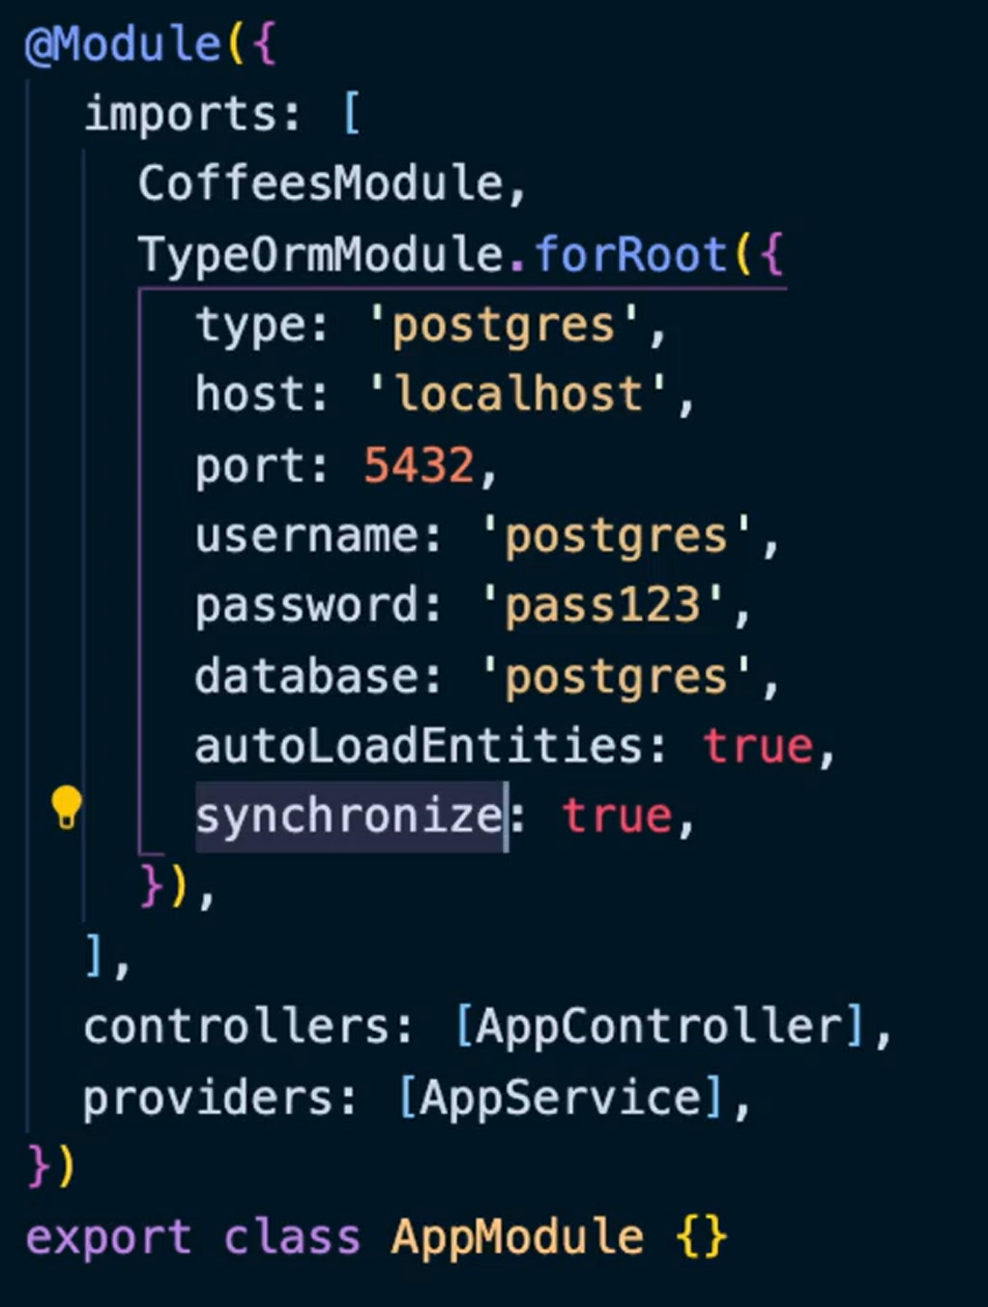 @Module({
  imports: [
    CoffeesModule,
    TypeOrmModule.forRoot({
      type: 'postgres',
      host: 'localhost',
      port: 5432,
      username: 'postgres',
      password: 'pass123',
      database: 'postgres',
      autoLoadEntities: true,
      synchronize: true,
    }),
  ],
  controllers: [AppController],
  providers: [AppService],
})
export class AppModule {}